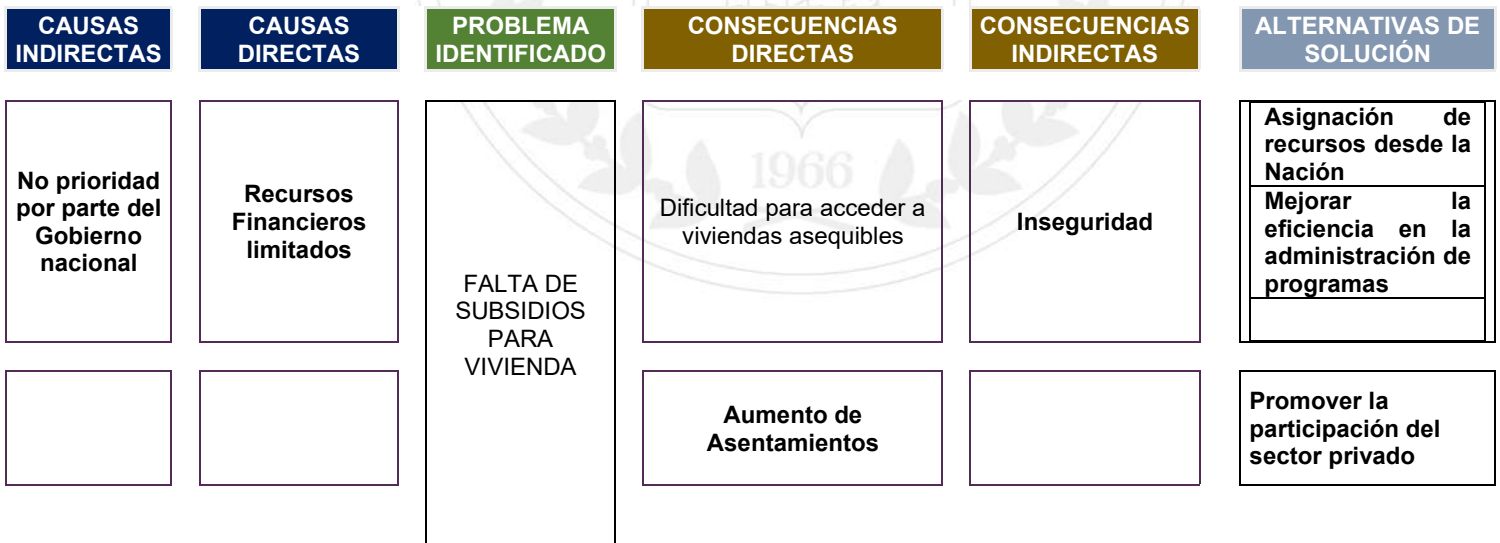 CAUSAS
INDIRECTAS
CAUSAS
DIRECTAS
PROBLEMA
IDENTIFICADO
CONSECUENCIAS
DIRECTAS
CONSECUENCIAS
INDIRECTAS
ALTERNATIVAS DE
SOLUCIÓN
No prioridad
por parte del
Gobierno
nacional
Recursos
Financieros
limitados
FALTA DE
SUBSIDIOS
PARA
VIVIENDA
1966
Dificultad para acceder a
viviendas asequibles
Inseguridad
Asignación de
recursos desde la
Nación
Mejorar la
eficiencia en la
administración de
programas
Aumento de
Asentamientos
Promover la
participación del
sector privado